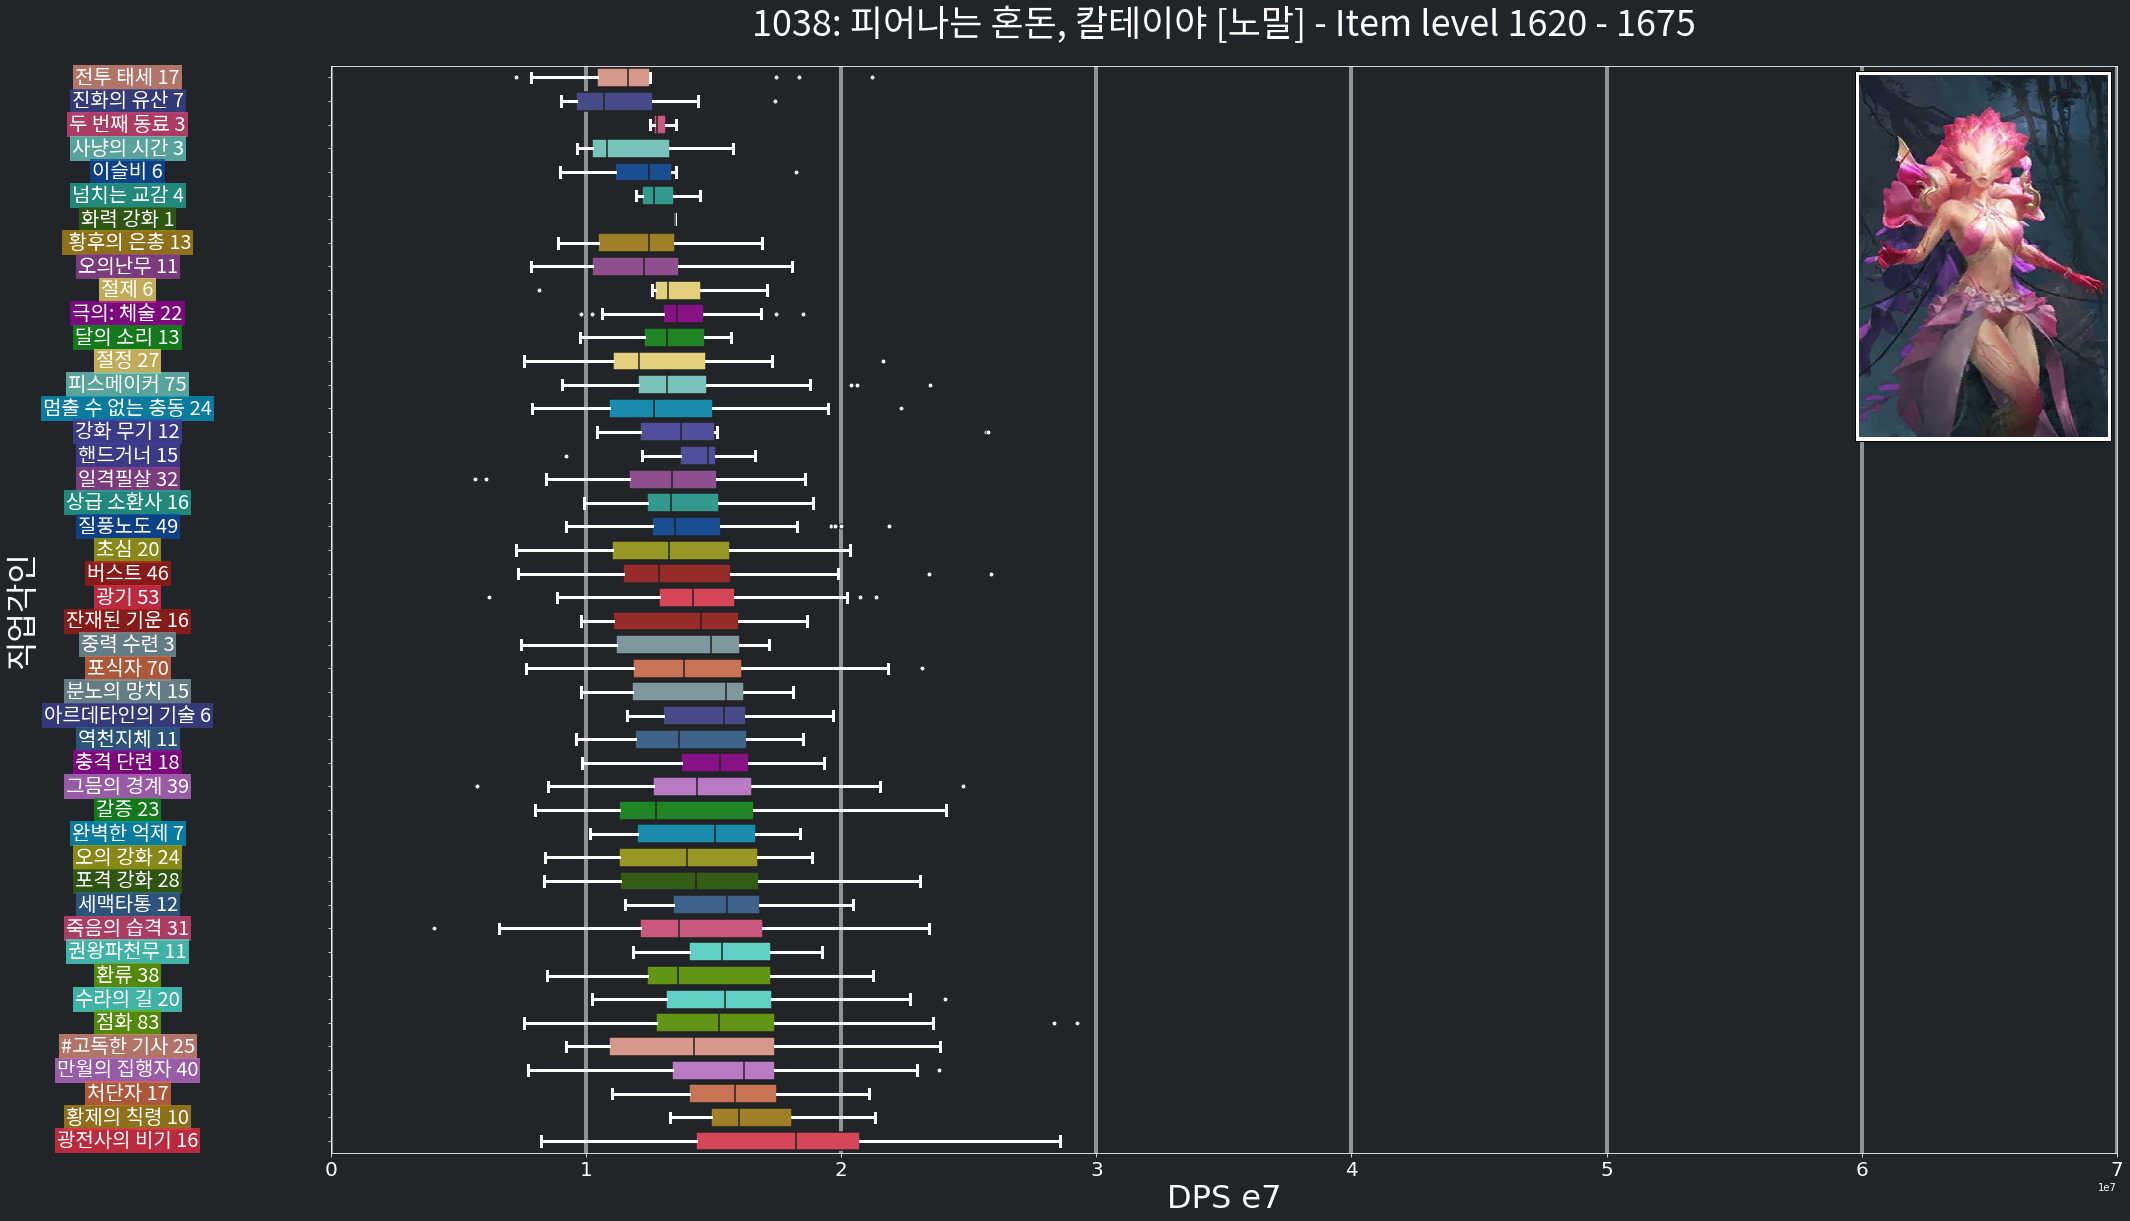 1038: 피어나는 혼돈, 칼테이야 [노말] - Item level 1620 - 1675
전투 태세 17
진화의 유산 7
두 번째 동료 3
사냥의 시간 3
이슬비 6
넘치는 교감 4
화력 강화 1
황후의 은총 13
오의난무 11
절제 6
극의: 체술 22
달의 소리 13
절정 27
피스메이커 75
멈출 수 없는 충동 24
강화 무기 12
핸드거너 15
일격필살 32
상급 소환사 16
질풍노도 49
초심 20
버스트 46
광기 53
잔재된 기운 16
중력 수련 3
포식자 70
분노의 망치 15
아르데타인의 기술 6
역천지체 11
충격 단련 18
그믐의 경계 39
갈증 23
완벽한 억제 7
오의 강화 24
포격 강화 28
세맥타통 12
죽음의 습격 31
권왕파천무 11
환류 38
수라의 길 20
점화 83
#고독한 기사 25
만월의 집행자 40
처단자 17
황제의 칙령 10
광전사의 비기 16
직업각인
0 1 2 3 4 5 6 7
1e7
DPS e7